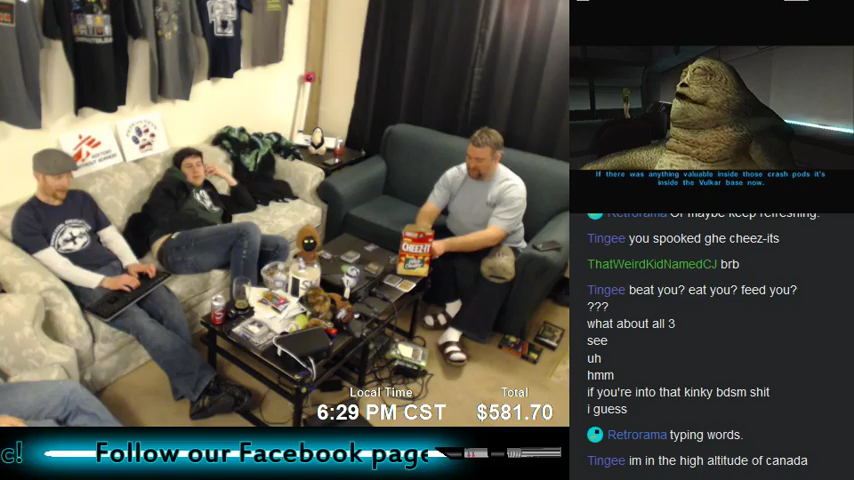 CHEEZ-IT
Local Time
Total
6:29 PM CST
$581.70
c!
Follow our Facebook page
If there was anything valuable inside those crash pods it's
inside the Vulkar base now.
Retrorama Or maybe keep refreshing.
Tingee you spooked ghe cheez-its
ThatWeirdKidNamedCJ brb
Tingee beat you? eat you? feed you?
???
what about all 3
see
uh
hmm
if you're into that kinky bdsm shit
i guess
Retrorama typing words.
Tingee im in the high altitude of canada